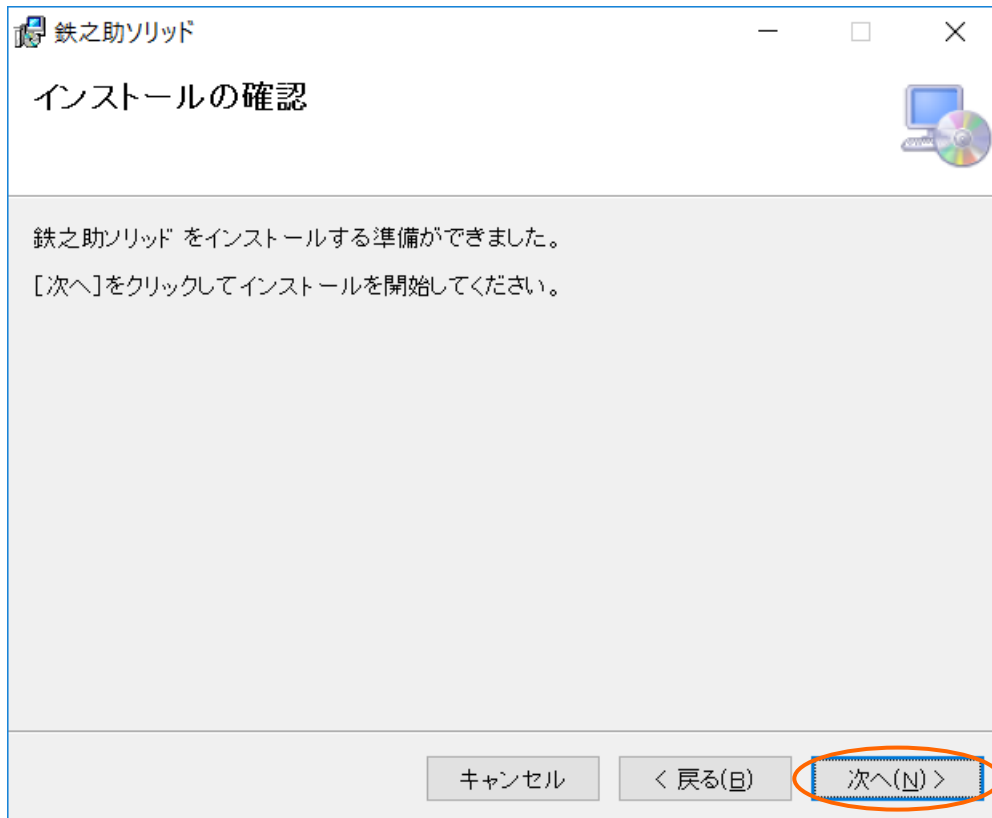 鉄之助ソリッド
インストールの確認
鉄之助ソリッド をインストールする準備ができました。
[次へ]をクリックしてインストールを開始してください。
キャンセル
< 戻る(B)
次へ(N) >